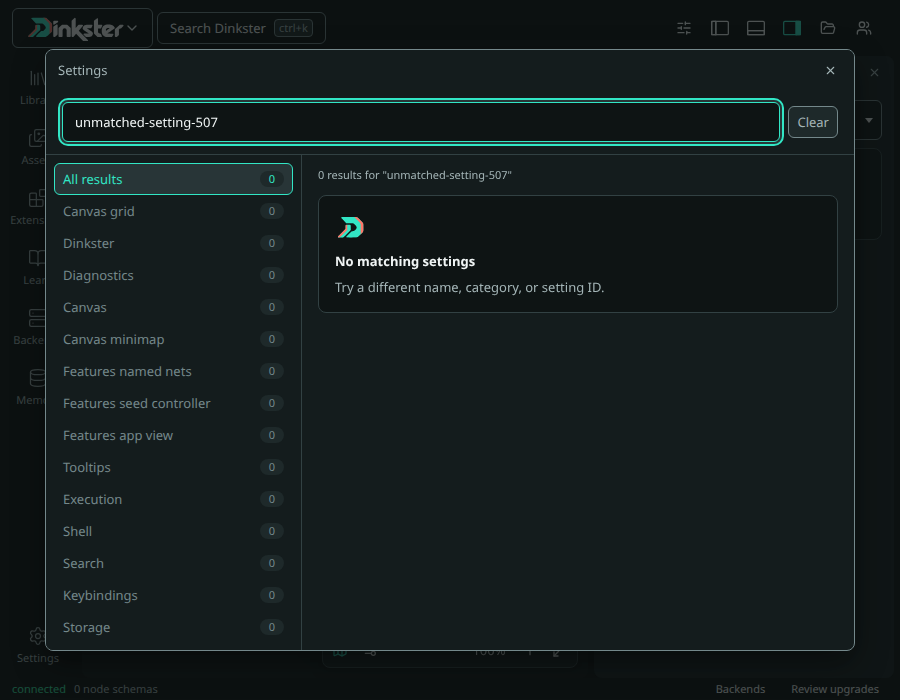 Dinkster
Search Dinkster ctrl+k
Settings
unmatched-setting-507
Clear
All results 0
Canvas grid 0
Dinkster 0
Diagnostics 0
Canvas 0
Canvas minimap 0
Features named nets 0
Features seed controller 0
Features app view 0
Tooltips 0
Execution 0
Shell 0
Search 0
Keybindings 0
Storage 0
0 results for "unmatched-setting-507"
No matching settings
Try a different name, category, or setting ID.
Settings
connected 0 node schemas
Backends Review upgrades